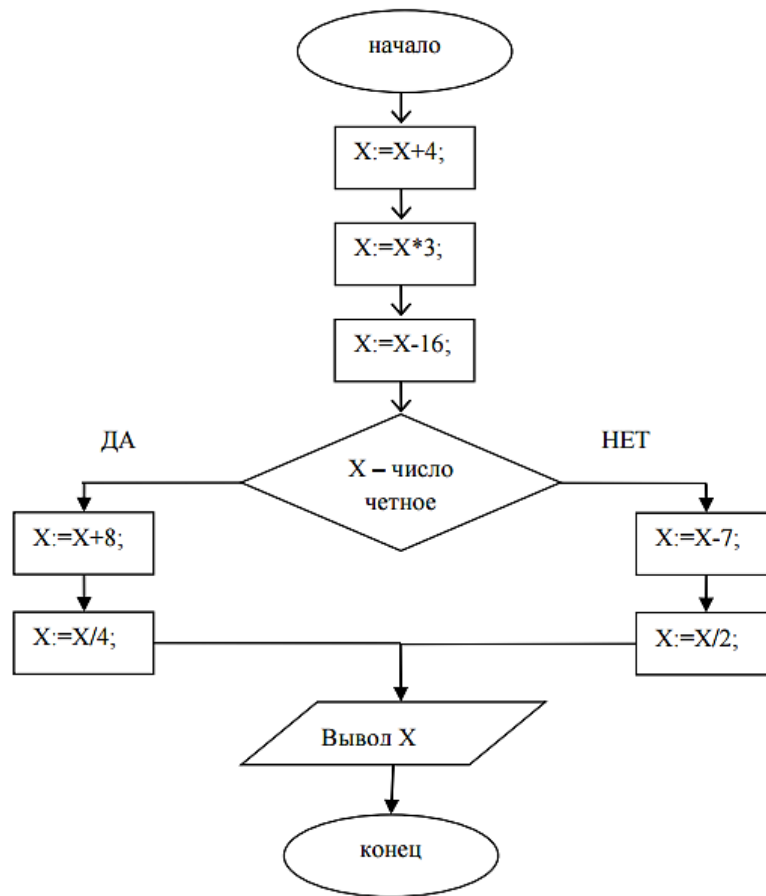 начало
X:=X+4;
X:=X*3;
X:=X-16;
ДА
НЕТ
X – число
четное
X:=X+8;
X:=X-7;
X:=X/4;
X:=X/2;
Вывод X
конец